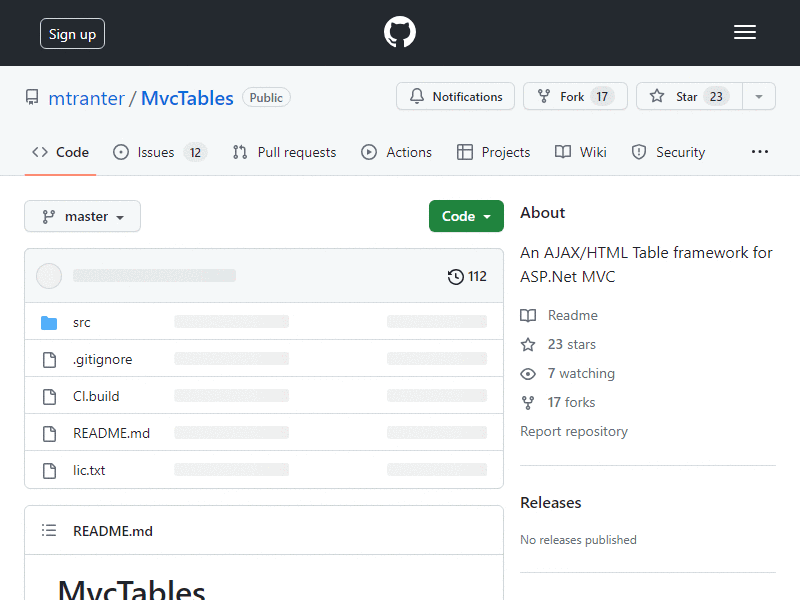 Sign up
mtranter / MvcTables Public
Notifications
Fork 17
Star 23
Code
Issues 12
Pull requests
Actions
Projects
Wiki
Security
master
Code
112
src
.gitignore
CI.build
README.md
lic.txt
README.md
MvcTables
About
An AJAX/HTML Table framework for
ASP.Net MVC
Readme
23 stars
7 watching
17 forks
Report repository
Releases
No releases published